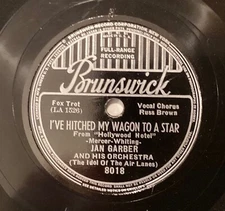 FULL-RANGE
RECORDING
Brunswick
Fox Trot
(LA 1526)
Vocal Chorus
Russ Brown
I'VE HITCHED MY WAGON TO A STAR
From "Hollywood Hotel"
-Mercer-Whiting-
JAN GARBER
AND HIS ORCHESTRA
(The Idol Of The Air Lanes)
8018